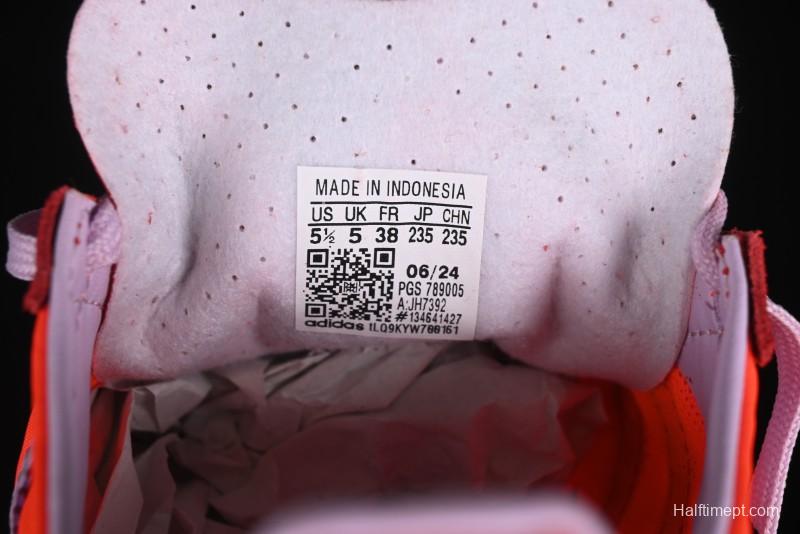 MADE IN INDONESIA
US UK FR JP CHN
5½ 5 38 235 235
06/24
PGS 789005
A:JH7392
#134641427
adidas 1LQ9KYW700161
Halftimept.com